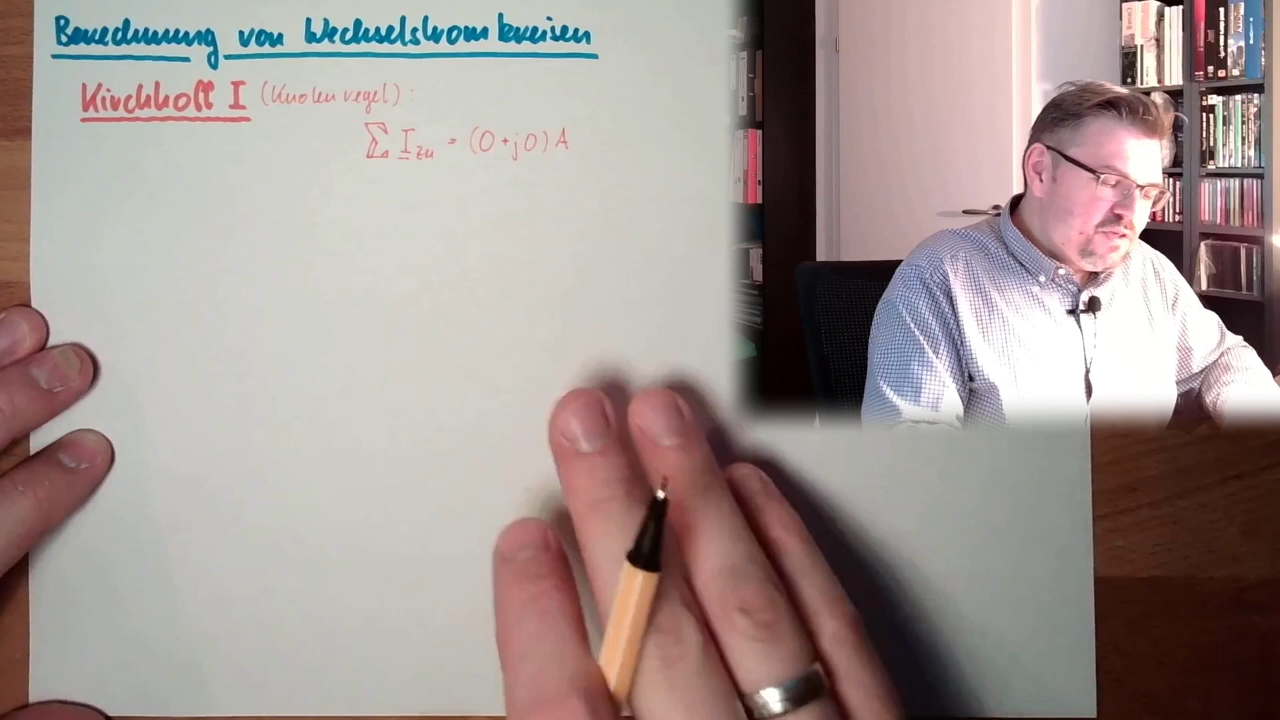 Berechnung von Wechselstromkreisen
Kirchhoff I (Knotenregel):
∑ I̲zu = (0+j0) A